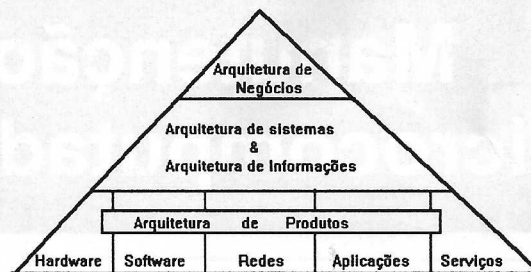 Arquitetura de
Negócios
Arquitetura de sistemas
&
Arquitetura de Informações
Arquitetura de Produtos
Hardware Software Redes Aplicações Serviços